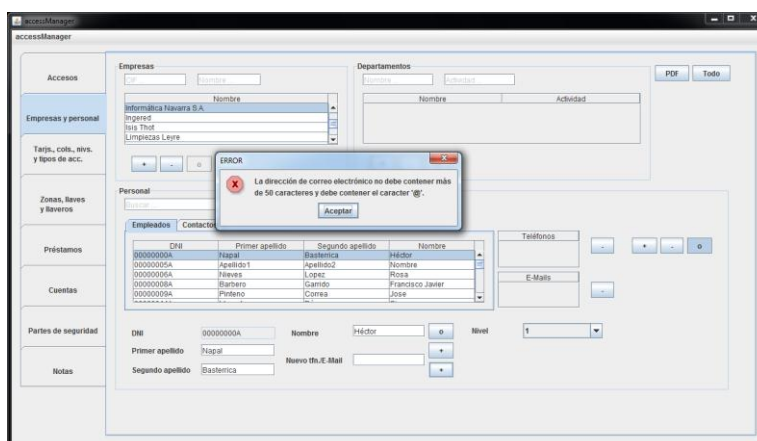 accessManager
accessManager
Accesos
Empresas y personal
Tarjs., cols., nivs.
y tipos de acc.
Zonas, llaves
y llaveros
Préstamos
Cuentas
Partes de seguridad
Notas
Empresas
CIF...
Nombre...
Nombre
Informática Navarra S.A.
Ingered
Isis Thot
Limpiezas Leyre
+ - o
Departamentos
Nombre...
Actividad...
Nombre Actividad
PDF Todo
ERROR
La dirección de correo electrónico no debe contener màs
de 50 caracteres y debe contener el caracter '@'.
Aceptar
Personal
Buscar...
Empleados Contactos
DNI Primer apellido Segundo apellido Nombre
00000000A Napal Basterrica Héctor
00000005A Apellido1 Apellido2 Nombre
00000006A Nieves Lopez Rosa
00000008A Barbero Garrido Francisco Javier
00000009A Pinteno Correa Jose
Teléfonos
-
E-Mails
-
+ - o
DNI 00000000A Nombre Héctor o Nivel 1
Primer apellido Napal
Nuevo tfn./E-Mail
+
Segundo apellido Basterrica
+